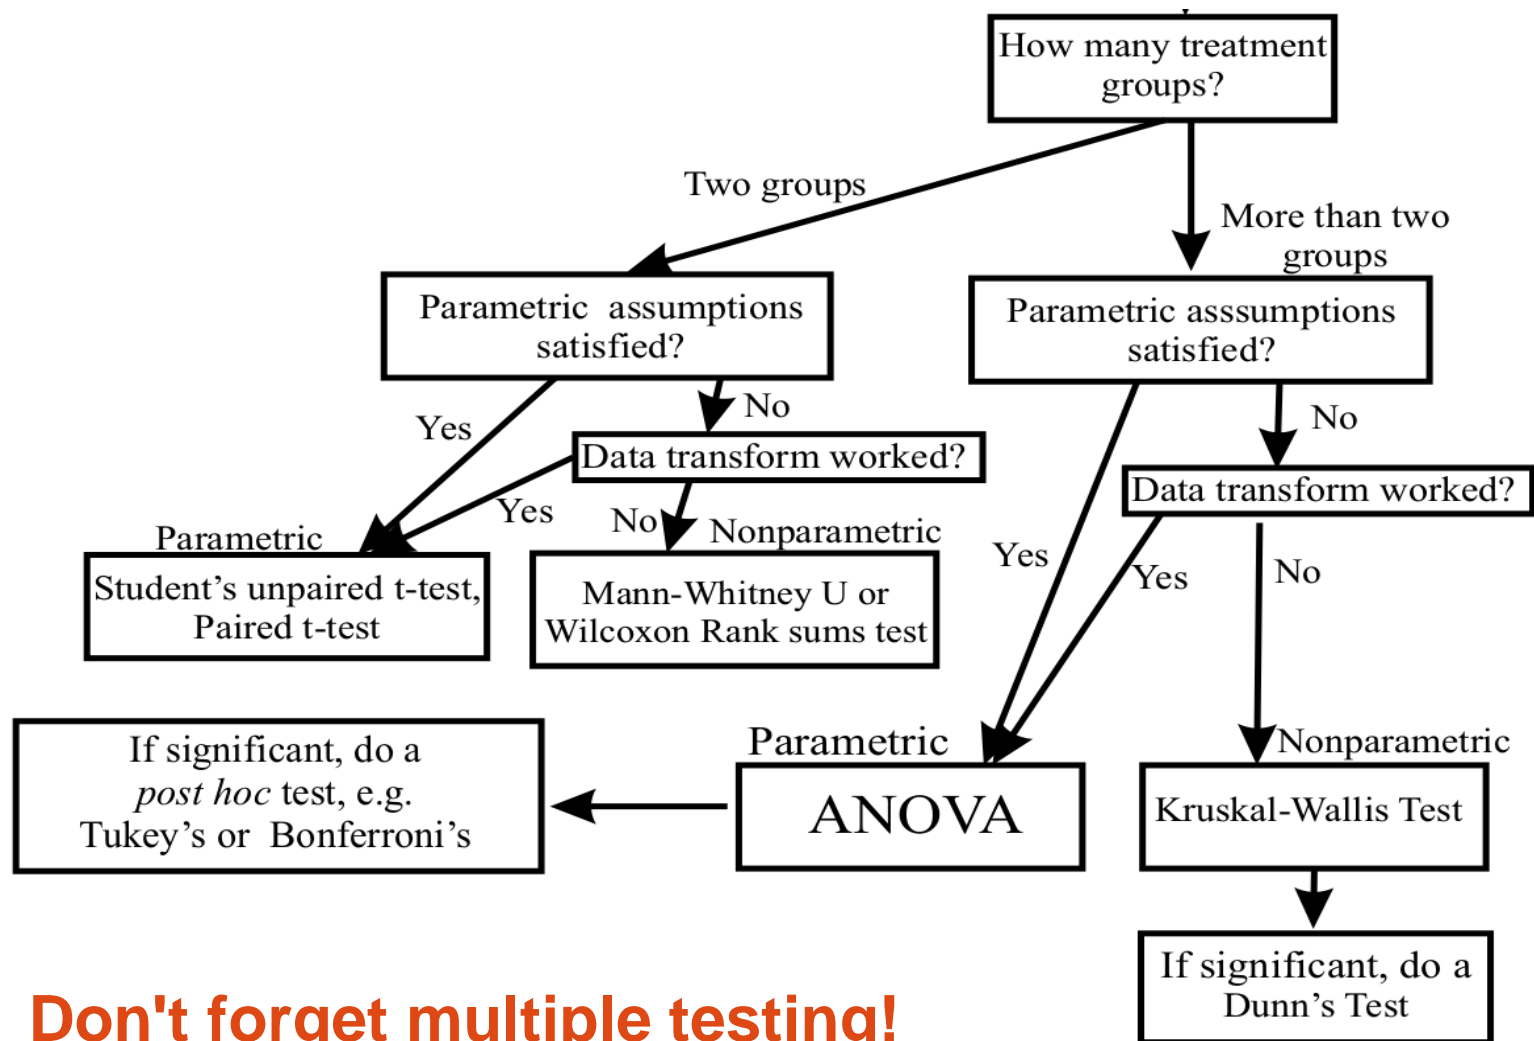 How many treatment
groups?
Two groups
More than two
groups
Parametric assumptions
satisfied?
Parametric asssumptions
satisfied?
Yes
No
No
Data transform worked?
Data transform worked?
Yes
No
Nonparametric
Yes
Yes
No
Parametric
Student's unpaired t-test,
Paired t-test
Mann-Whitney U or
Wilcoxon Rank sums test
If significant, do a
post hoc test, e.g.
Tukey's or Bonferroni's
Parametric
ANOVA
Nonparametric
Kruskal-Wallis Test
If significant, do a
Dunn's Test
Don't forget multiple testing!